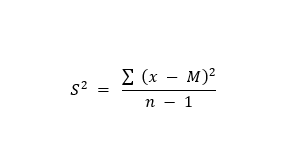 S² = ∑ (x − M)² / n − 1